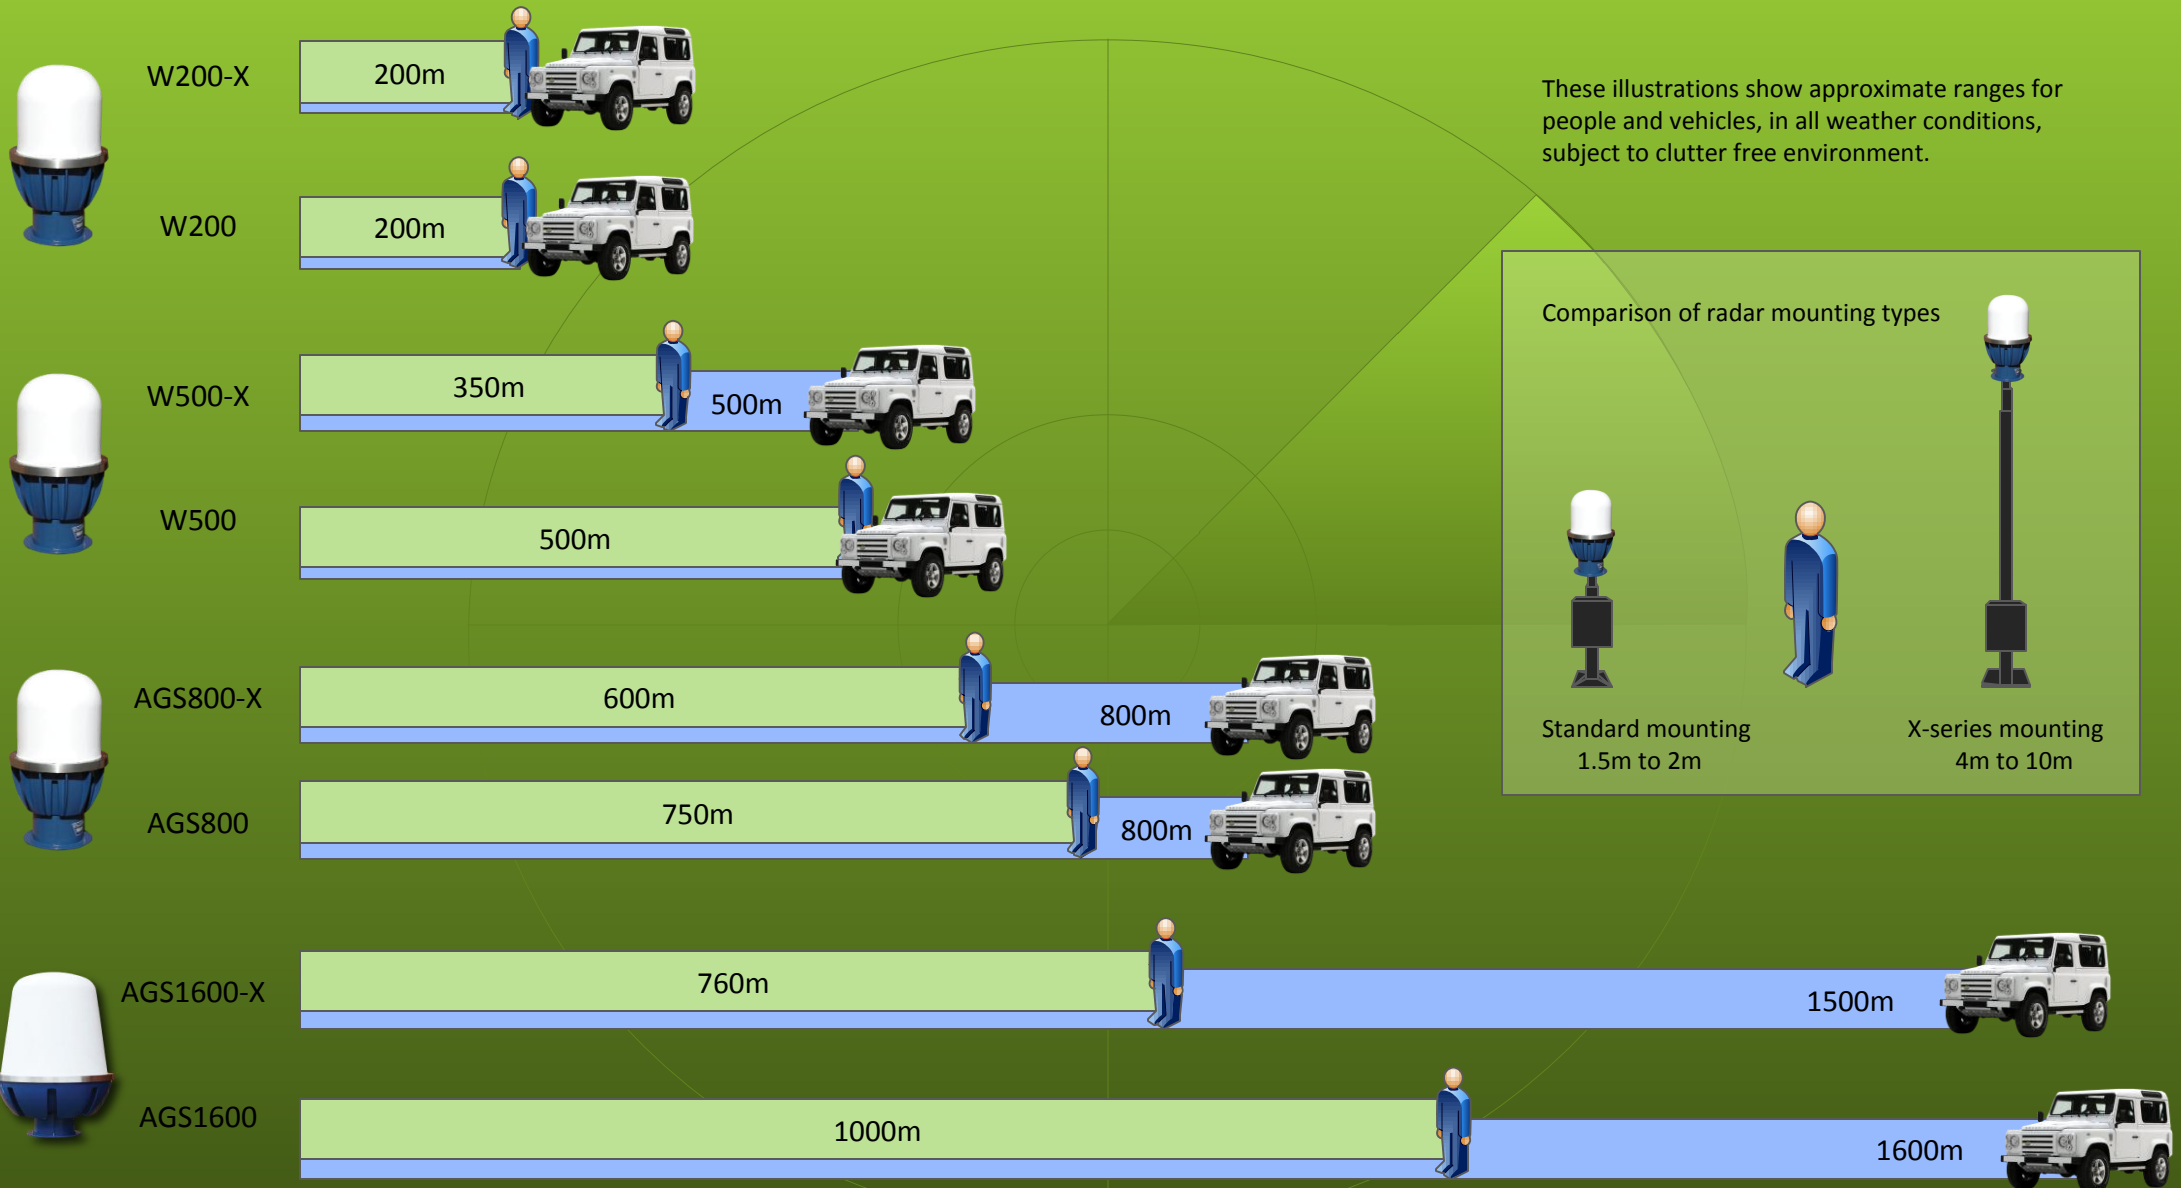 W200-X
200m
W200
200m
W500-X
350m
500m
W500
500m
AGS800-X
600m
800m
AGS800
750m
800m
AGS1600-X
760m
1500m
AGS1600
1000m
1600m
These illustrations show approximate ranges for
people and vehicles, in all weather conditions,
subject to clutter free environment.
Comparison of radar mounting types
Standard mounting
1.5m to 2m
X-series mounting
4m to 10m